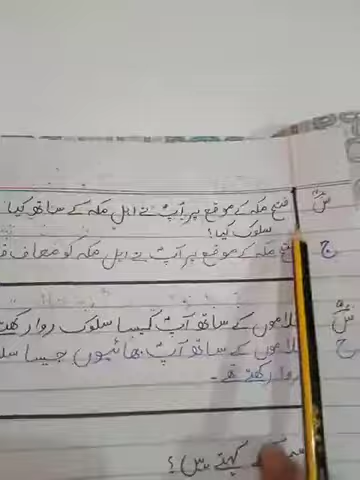 س فتح مکہ کے موقع پر آپؐ نے اہل مکہ کے ساتھ کیا
سلوک کیا؟
ج فتح مکہ کے موقع پر آپؐ نے اہل مکہ کو معاف
س غلاموں کے ساتھ آپؐ کیسا سلوک روا رکھتے
ج غلاموں کے ساتھ آپؐ بھائیوں جیسا
روا رکھتے تھے۔
کہتے ہیں؟